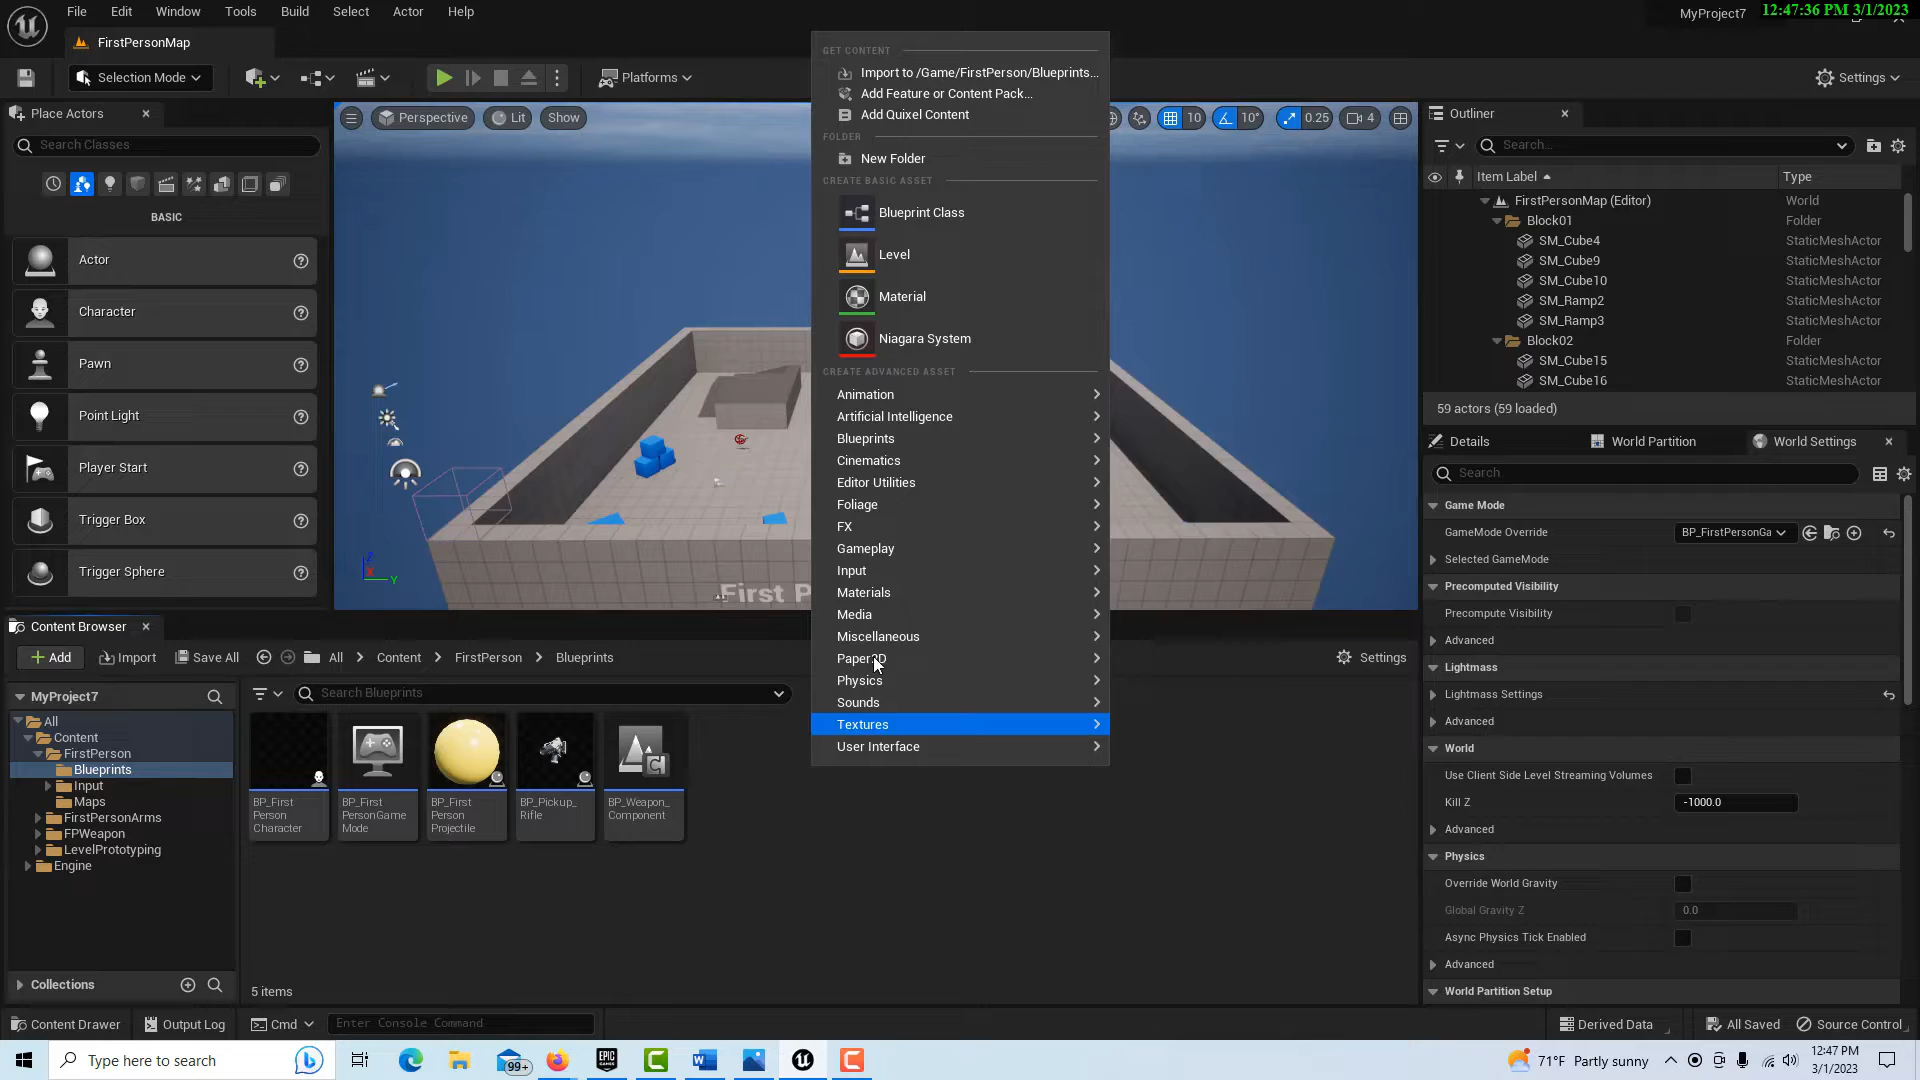 File Edit Window Tools Build Select Actor Help
MyProject7 12:47:36 PM 3/1/2023
FirstPersonMap
Selection Mode Platforms Settings
Place Actors
Search Classes
BASIC
Actor
Character
Pawn
Point Light
Player Start
Trigger Box
Trigger Sphere
Perspective Lit Show
10 10° 0.25 4
First P
GET CONTENT
Import to /Game/FirstPerson/Blueprints...
Add Feature or Content Pack...
Add Quixel Content
FOLDER
New Folder
CREATE BASIC ASSET
Blueprint Class
Level
Material
Niagara System
CREATE ADVANCED ASSET
Animation
Artificial Intelligence
Blueprints
Cinematics
Editor Utilities
Foliage
FX
Gameplay
Input
Materials
Media
Miscellaneous
Paper2D
Physics
Sounds
Textures
User Interface
Outliner
Search...
Item Label Type
FirstPersonMap (Editor) World
Block01 Folder
SM_Cube4 StaticMeshActor
SM_Cube9 StaticMeshActor
SM_Cube10 StaticMeshActor
SM_Ramp2 StaticMeshActor
SM_Ramp3 StaticMeshActor
Block02 Folder
SM_Cube15 StaticMeshActor
SM_Cube16 StaticMeshActor
59 actors (59 loaded)
Details World Partition World Settings
Search
Game Mode
GameMode Override BP_FirstPersonGa
Selected GameMode
Precomputed Visibility
Precompute Visibility
Advanced
Lightmass
Lightmass Settings
Advanced
World
Use Client Side Level Streaming Volumes
Kill Z -1000.0
Advanced
Physics
Override World Gravity
Global Gravity Z 0.0
Async Physics Tick Enabled
Advanced
World Partition Setup
Content Browser
Add Import Save All All Content FirstPerson Blueprints Settings
MyProject7
Search Blueprints
All
Content
FirstPerson
Blueprints
Input
Maps
FirstPersonArms
FPWeapon
LevelPrototyping
Engine
BP_First
Person
Character
BP_First
PersonGame
Mode
BP_First
Person
Projectile
BP_Pickup_
Rifle
BP_Weapon_
Component
Collections
5 items
Content Drawer Output Log Cmd Enter Console Command Derived Data All Saved Source Control
Type here to search
99+
EPIC
GAMES
71°F Partly sunny
12:47 PM
3/1/2023